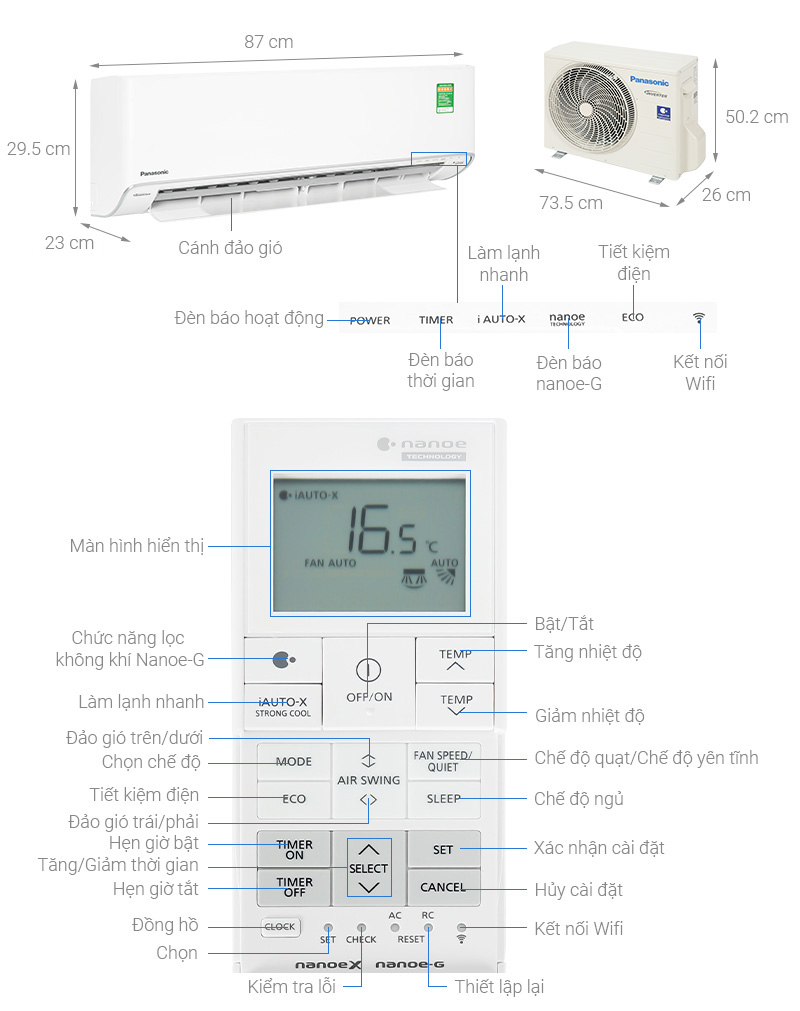 87 cm
29.5 cm
23 cm
Panasonic
Cánh đảo gió
Panasonic
INVERTER
50.2 cm
73.5 cm
26 cm
Làm lạnh
nhanh
Tiết kiệm
điện
Đèn báo hoạt động
POWER
TIMER
i AUTO-X
nanoe
TECHNOLOGY
ECO
Đèn báo
thời gian
Đèn báo
nanoe-G
Kết nối
Wifi
nanoe
TECHNOLOGY
iAUTO-X
16.5 °C
FAN AUTO
AUTO
Màn hình hiển thị
Chức năng lọc
không khí Nanoe-G
Bật/Tắt
TEMP
Tăng nhiệt độ
OFF/ON
Làm lạnh nhanh
iAUTO-X
STRONG COOL
TEMP
Giảm nhiệt độ
Đảo gió trên/dưới
Chọn chế độ
MODE
AIR SWING
FAN SPEED/
QUIET
Chế độ quạt/Chế độ yên tĩnh
Tiết kiệm điện
ECO
SLEEP
Chế độ ngủ
Đảo gió trái/phải
Hẹn giờ bật
TIMER
ON
Tăng/Giảm thời gian
SELECT
SET
Xác nhận cài đặt
Hẹn giờ tắt
TIMER
OFF
CANCEL
Hủy cài đặt
Đồng hồ
CLOCK
AC
RC
Kết nối Wifi
SET
CHECK
RESET
Chọn
nanoeX
nanoe-G
Kiểm tra lỗi
Thiết lập lại